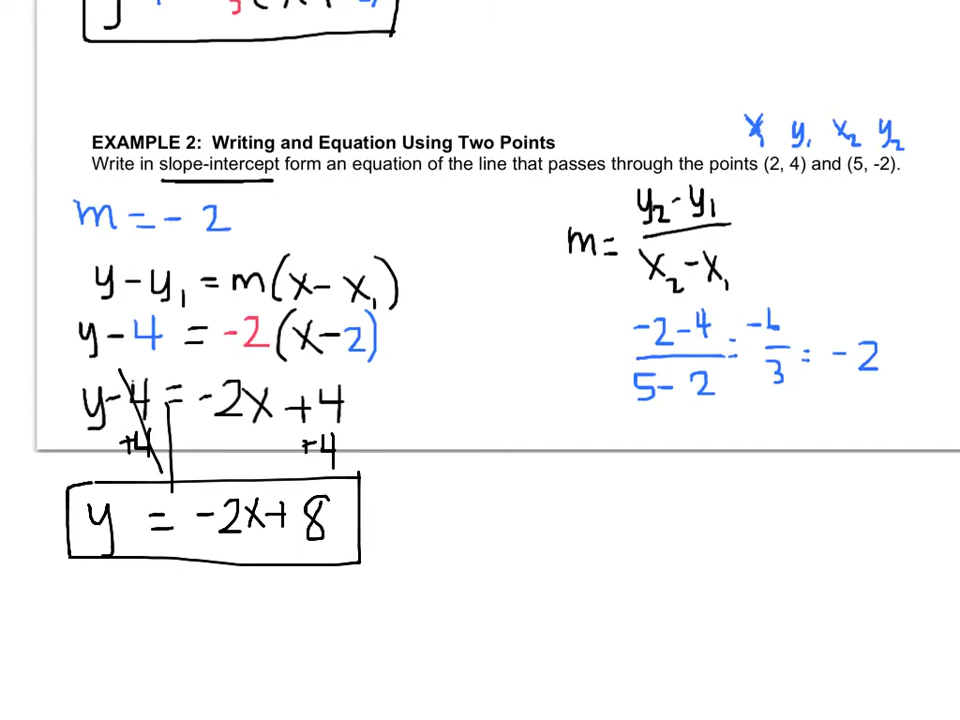 EXAMPLE 2: Writing and Equation Using Two Points
x₁ y₁ x₂ y₂
Write in slope-intercept form an equation of the line that passes through the points (2, 4) and (5, -2).
m = - 2
y - y₁ = m(x - x₁)
y - 4 = -2(x - 2)
y - 4 = -2x + 4
+4 +4
y = -2x + 8
m = y₂ - y₁ / x₂ - x₁
-2 - 4 / 5 - 2 = -6 / 3 = -2